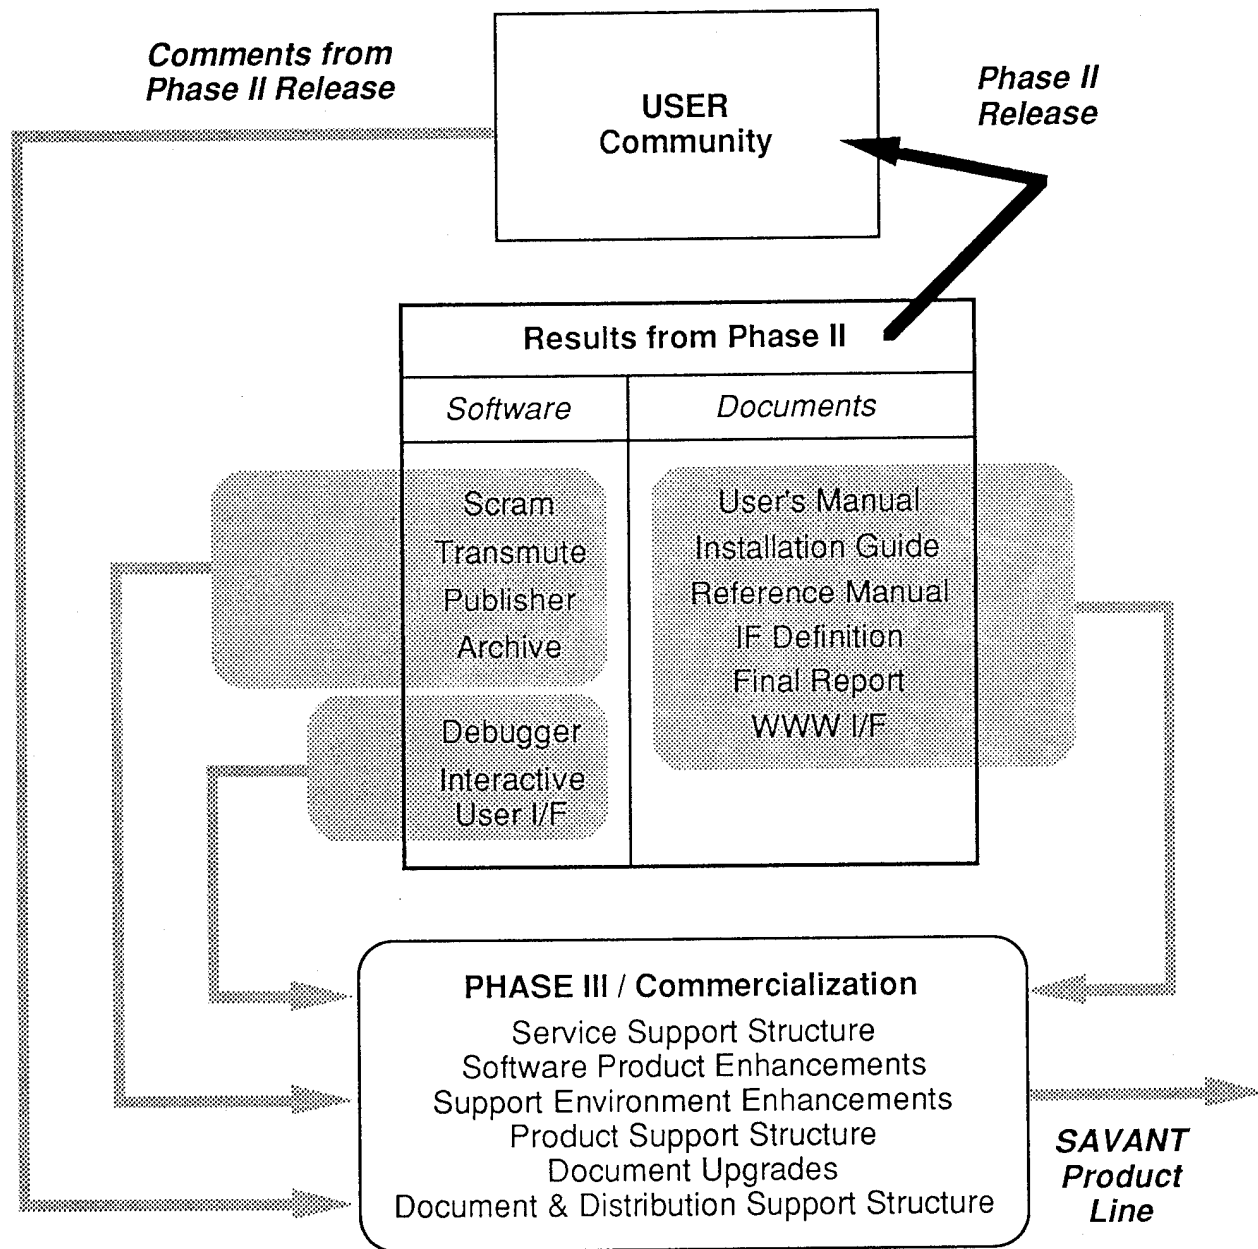 Comments from
Phase II Release
USER
Community
Phase II
Release
Results from Phase II
Software
Documents
Scram
Transmute
Publisher
Archive
Debugger
Interactive
User I/F
User's Manual
Installation Guide
Reference Manual
IF Definition
Final Report
WWW I/F
PHASE III / Commercialization
Service Support Structure
Software Product Enhancements
Support Environment Enhancements
Product Support Structure
Document Upgrades
Document & Distribution Support Structure
SAVANT
Product
Line